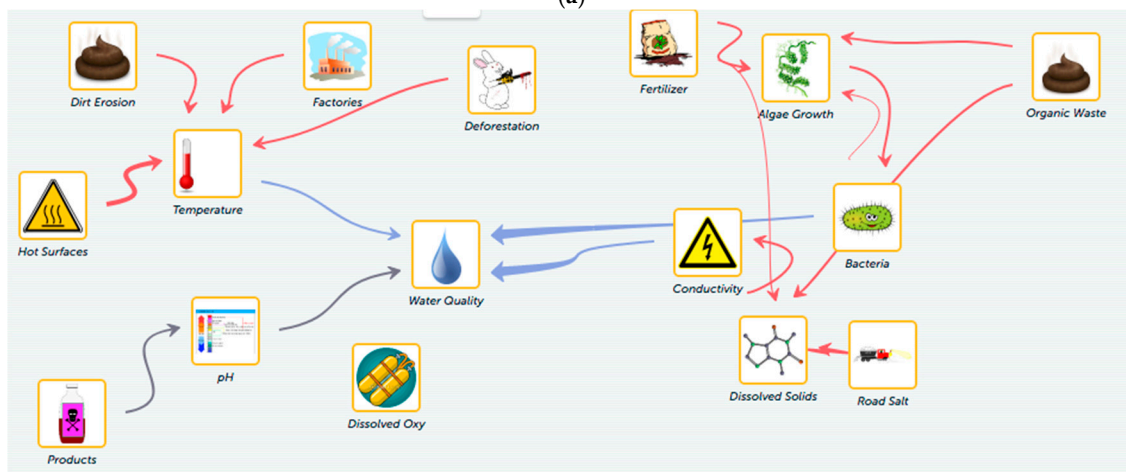 (a)
Dirt Erosion
Factories
Deforestation
Fertilizer
Algae Growth
Organic Waste
Hot Surfaces
Temperature
Water Quality
Conductivity
Bacteria
pH
Dissolved Oxy
Dissolved Solids
Road Salt
Products